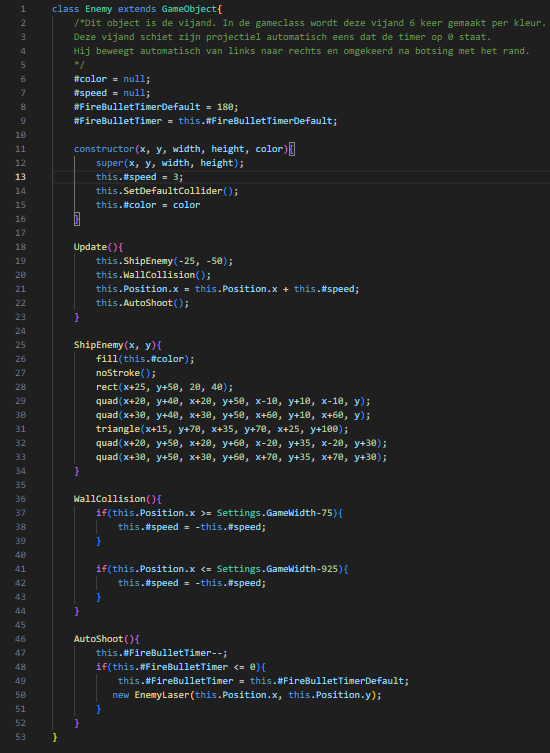 1 class Enemy extends GameObject{
2 /*Dit object is de vijand. In de gameclass wordt deze vijand 6 keer gemaakt per kleur.
3 Deze vijand schiet zijn projectiel automatisch eens dat de timer op 0 staat.
4 Hij beweegt automatisch van links naar rechts en omgekeerd na botsing met het rand.
5 */
6 #color = null;
7 #speed = null;
8 #FireBulletTimerDefault = 180;
9 #FireBulletTimer = this.#FireBulletTimerDefault;
10
11 constructor(x, y, width, height, color){
12 super(x, y, width, height);
13 this.#speed = 3;
14 this.SetDefaultCollider();
15 this.#color = color
16 }
17
18 Update(){
19 this.ShipEnemy(-25, -50);
20 this.WallCollision();
21 this.Position.x = this.Position.x + this.#speed;
22 this.AutoShoot();
23 }
24
25 ShipEnemy(x, y){
26 fill(this.#color);
27 noStroke();
28 rect(x+25, y+50, 20, 40);
29 quad(x+20, y+40, x+20, y+50, x-10, y+10, x-10, y);
30 quad(x+30, y+40, x+30, y+50, x+60, y+10, x+60, y);
31 triangle(x+15, y+70, x+35, y+70, x+25, y+100);
32 quad(x+20, y+50, x+20, y+60, x-20, y+35, x-20, y+30);
33 quad(x+30, y+50, x+30, y+60, x+70, y+35, x+70, y+30);
34 }
35
36 WallCollision(){
37 if(this.Position.x >= Settings.GameWidth-75){
38 this.#speed = -this.#speed;
39 }
40
41 if(this.Position.x <= Settings.GameWidth-925){
42 this.#speed = -this.#speed;
43 }
44 }
45
46 AutoShoot(){
47 this.#FireBulletTimer--;
48 if(this.#FireBulletTimer <= 0){
49 this.#FireBulletTimer = this.#FireBulletTimerDefault;
50 new EnemyLaser(this.Position.x, this.Position.y);
51 }
52 }
53 }